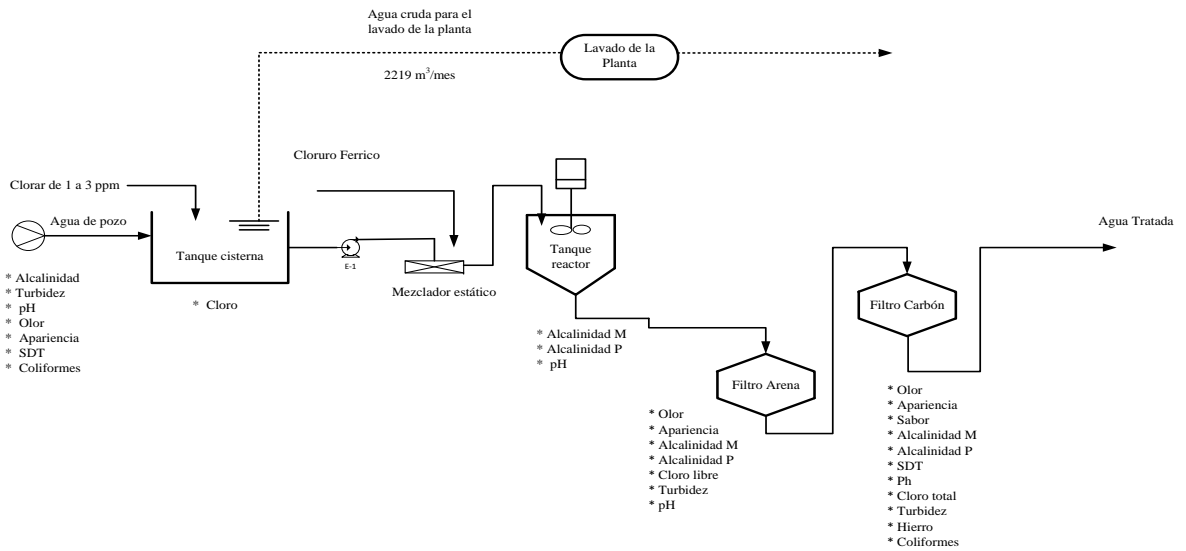 Agua cruda para el
lavado de la planta
2219 m³/mes
Lavado de la
Planta
Cloruro Ferrico
Clorar de 1 a 3 ppm
Agua de pozo
Tanque cisterna
E-1
Mezclador estático
Tanque
reactor
Agua Tratada
Filtro Carbón
Filtro Arena
* Alcalinidad
* Turbidez
* pH
* Olor
* Apariencia
* SDT
* Coliformes
* Cloro
* Alcalinidad M
* Alcalinidad P
* pH
* Olor
* Apariencia
* Alcalinidad M
* Alcalinidad P
* Cloro libre
* Turbidez
* pH
* Olor
* Apariencia
* Sabor
* Alcalinidad M
* Alcalinidad P
* SDT
* Ph
* Cloro total
* Turbidez
* Hierro
* Coliformes